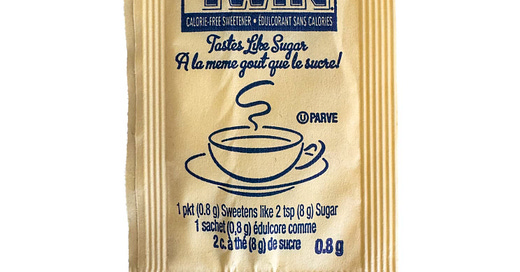 TWIN
CALORIE-FREE SWEETENER • ÉDULCORANT SANS CALORIES
Tastes Like Sugar
À la meme gout que le sucre!
U PARVE
1 pkt (0.8 g) Sweetens like 2 tsp (8 g) Sugar
1 sachet (0,8 g) édulcore comme
2 c. à thé (8 g) de sucre 0.8 g